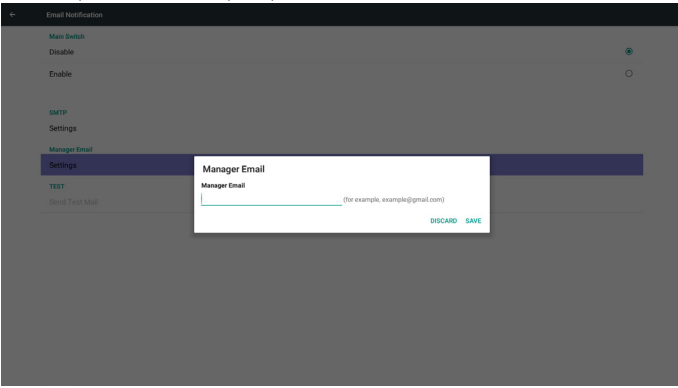 Email Notification
Main Switch
Disable
Enable
SMTP
Settings
Manager Email
Settings
TEST
Send Test Mail
Manager Email
Manager Email
(for example, example@gmail.com)
DISCARD SAVE